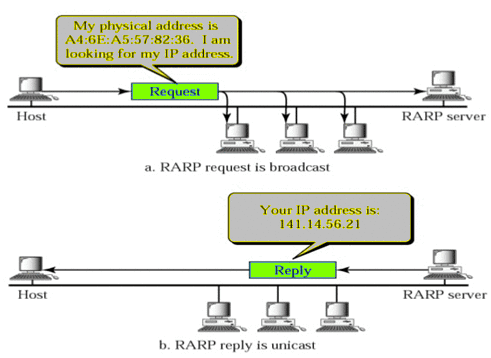 My physical address is
A4:6E:A5:57:82:36. I am
looking for my IP address.
Request
Host
RARP server
a. RARP request is broadcast
Your IP address is:
141.14.56.21
Reply
Host
RARP server
b. RARP reply is unicast